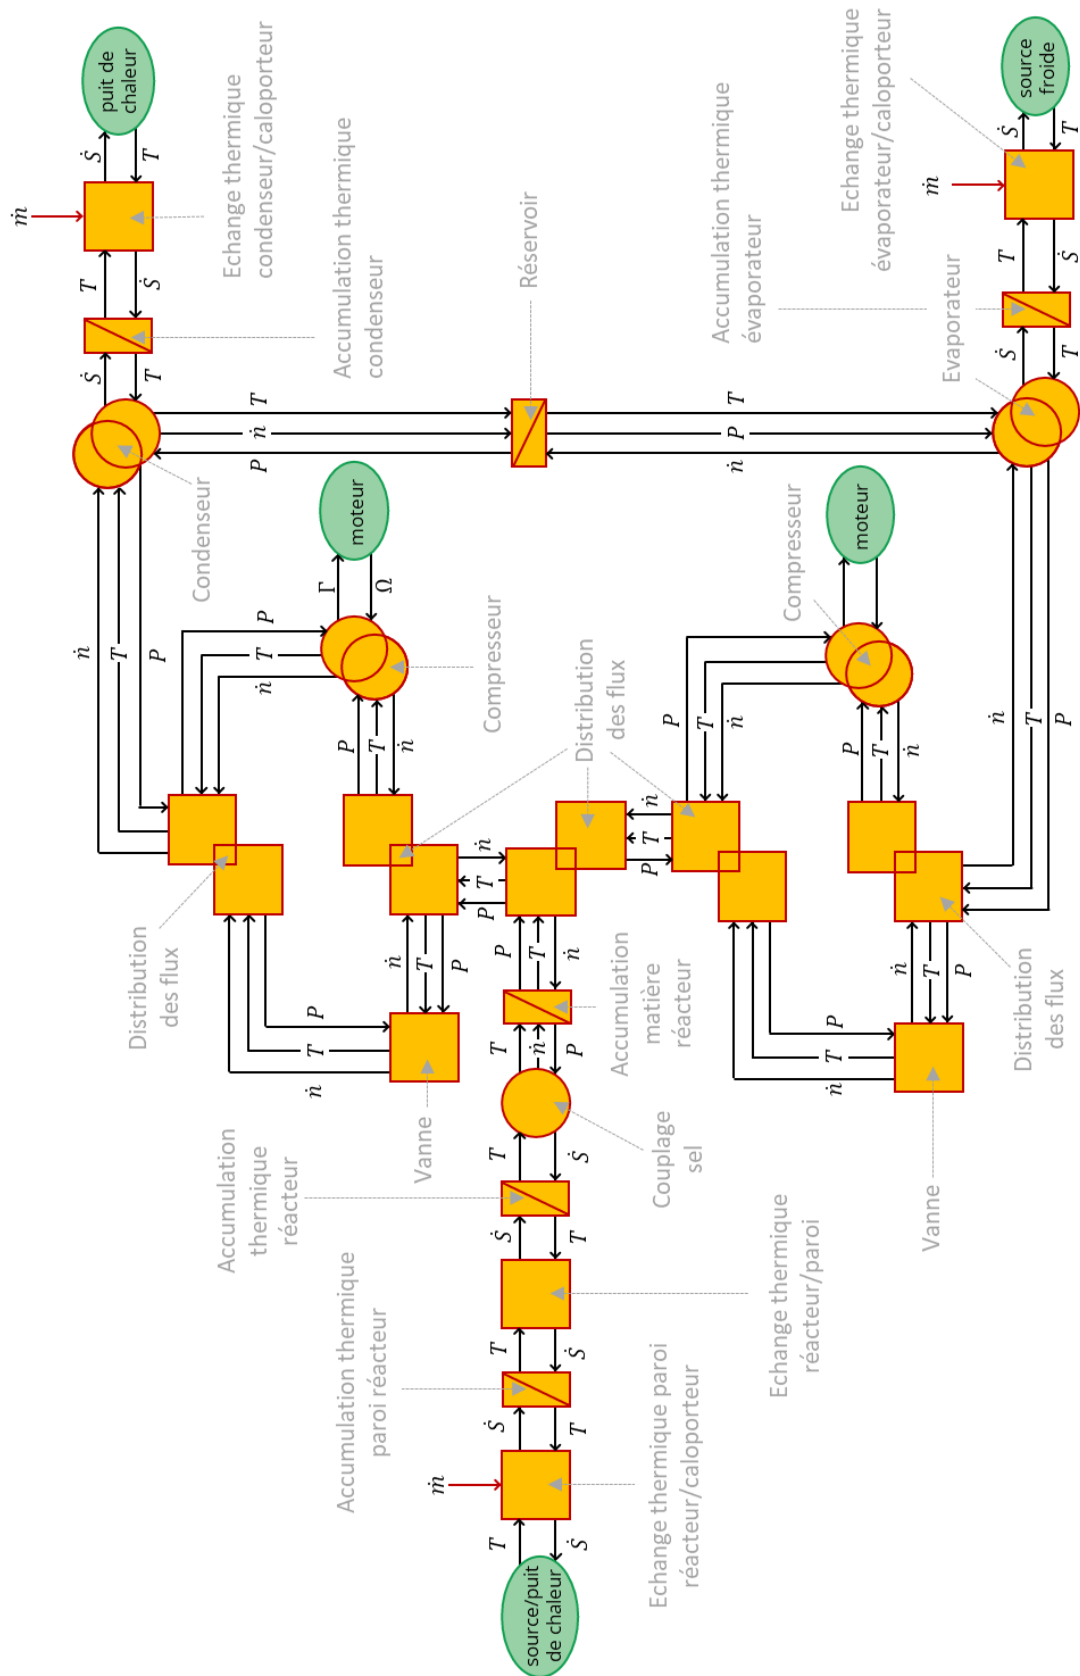 ṁ
puit de
chaleur
Ṡ
T
T
Ṡ
Ṡ
T
Echange thermique
condenseur/caloporteur
Accumulation thermique
condenseur
Condenseur
ṅ
T
P
Distribution
des flux
P
T
ṅ
ṅ
T
P
Γ
Ω
moteur
Compresseur
P
T
ṅ
ṅ
T
P
Vanne
T
ṅ
P
Réservoir
T
P
ṅ
source/puit
de chaleur
T
Ṡ
ṁ
Echange thermique paroi
réacteur/caloporteur
Ṡ
T
Accumulation thermique
paroi réacteur
T
Ṡ
Echange thermique
réacteur/paroi
Ṡ
T
Accumulation
thermique
réacteur
T
Ṡ
Couplage
sel
T
ṅ
P
Accumulation
matière
réacteur
P
T
ṅ
P
T
ṅ
Distribution
des flux
P
T
ṅ
P
T
ṅ
Compresseur
moteur
P
T
ṅ
ṅ
T
P
Vanne
ṅ
T
P
Distribution
des flux
ṅ
T
P
Evaporateur
Accumulation thermique
évaporateur
Echange thermique
évaporateur/caloporteur
ṁ
Ṡ
T
T
Ṡ
Ṡ
T
source
froide